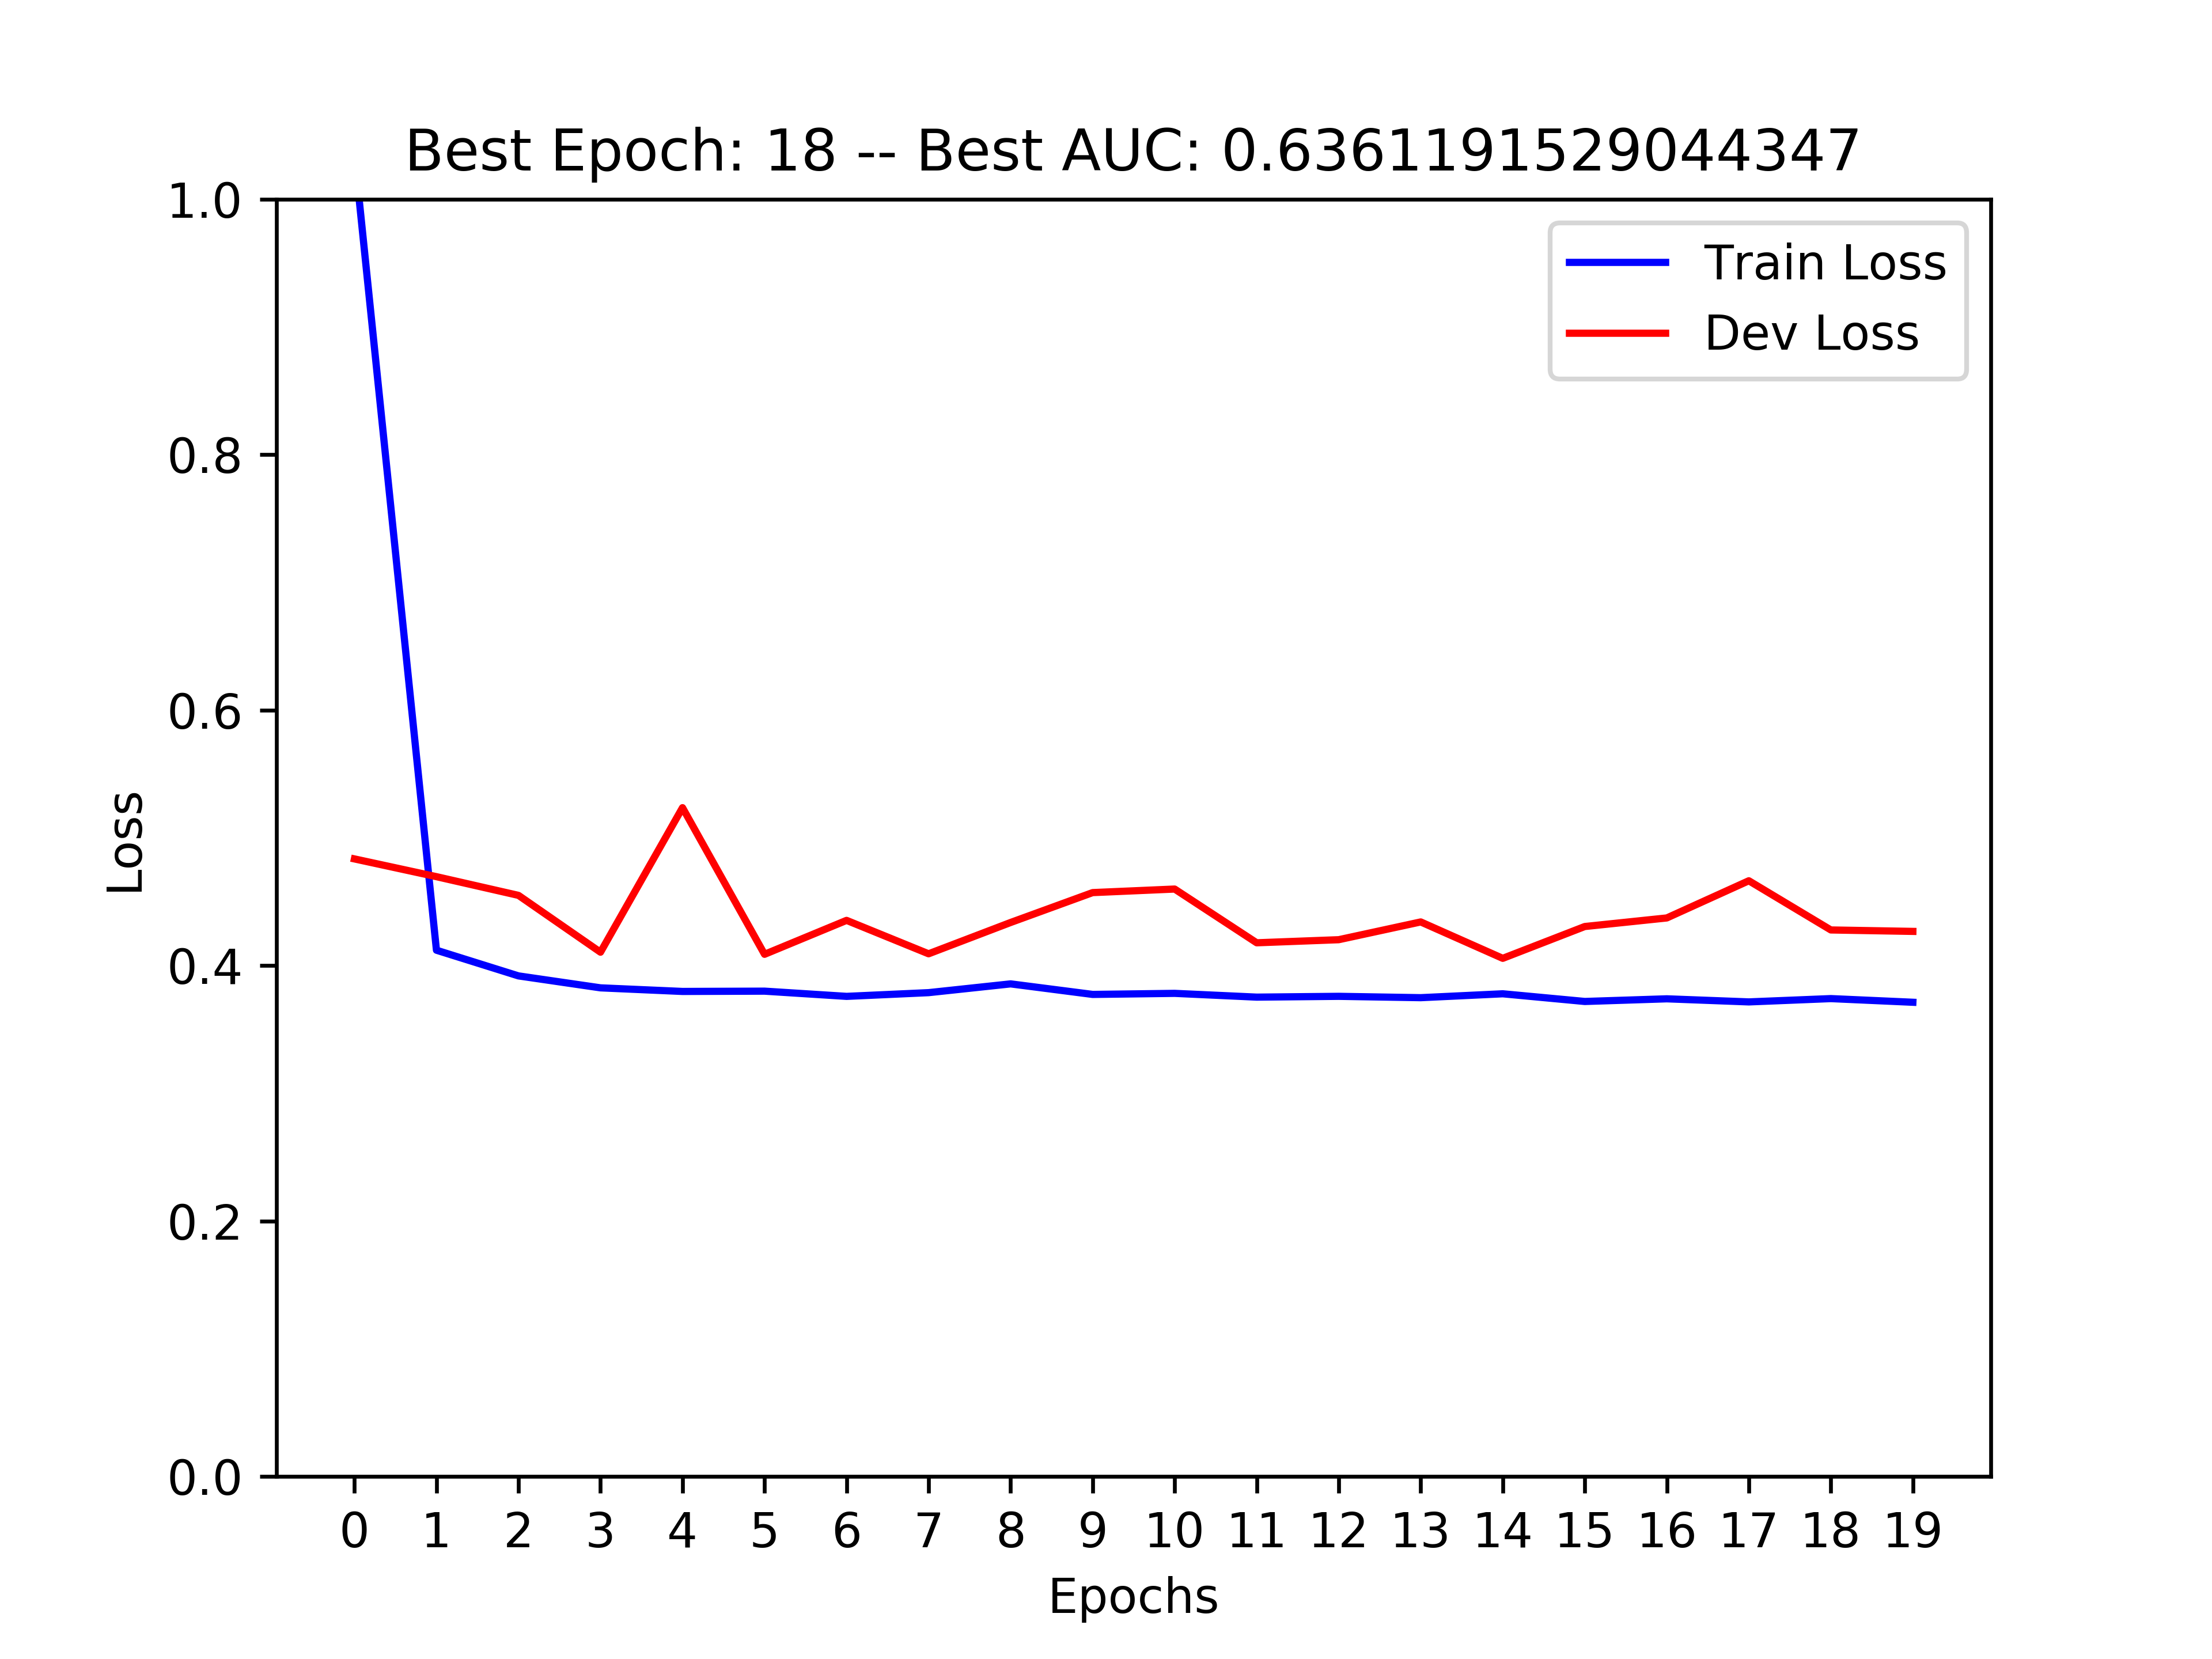 Best Epoch: 18 -- Best AUC: 0.6361191529044347
1.0
0.8
0.6
0.4
0.2
0.0
Loss
Train Loss
Dev Loss
0 1 2 3 4 5 6 7 8 9 10 11 12 13 14 15 16 17 18 19
Epochs